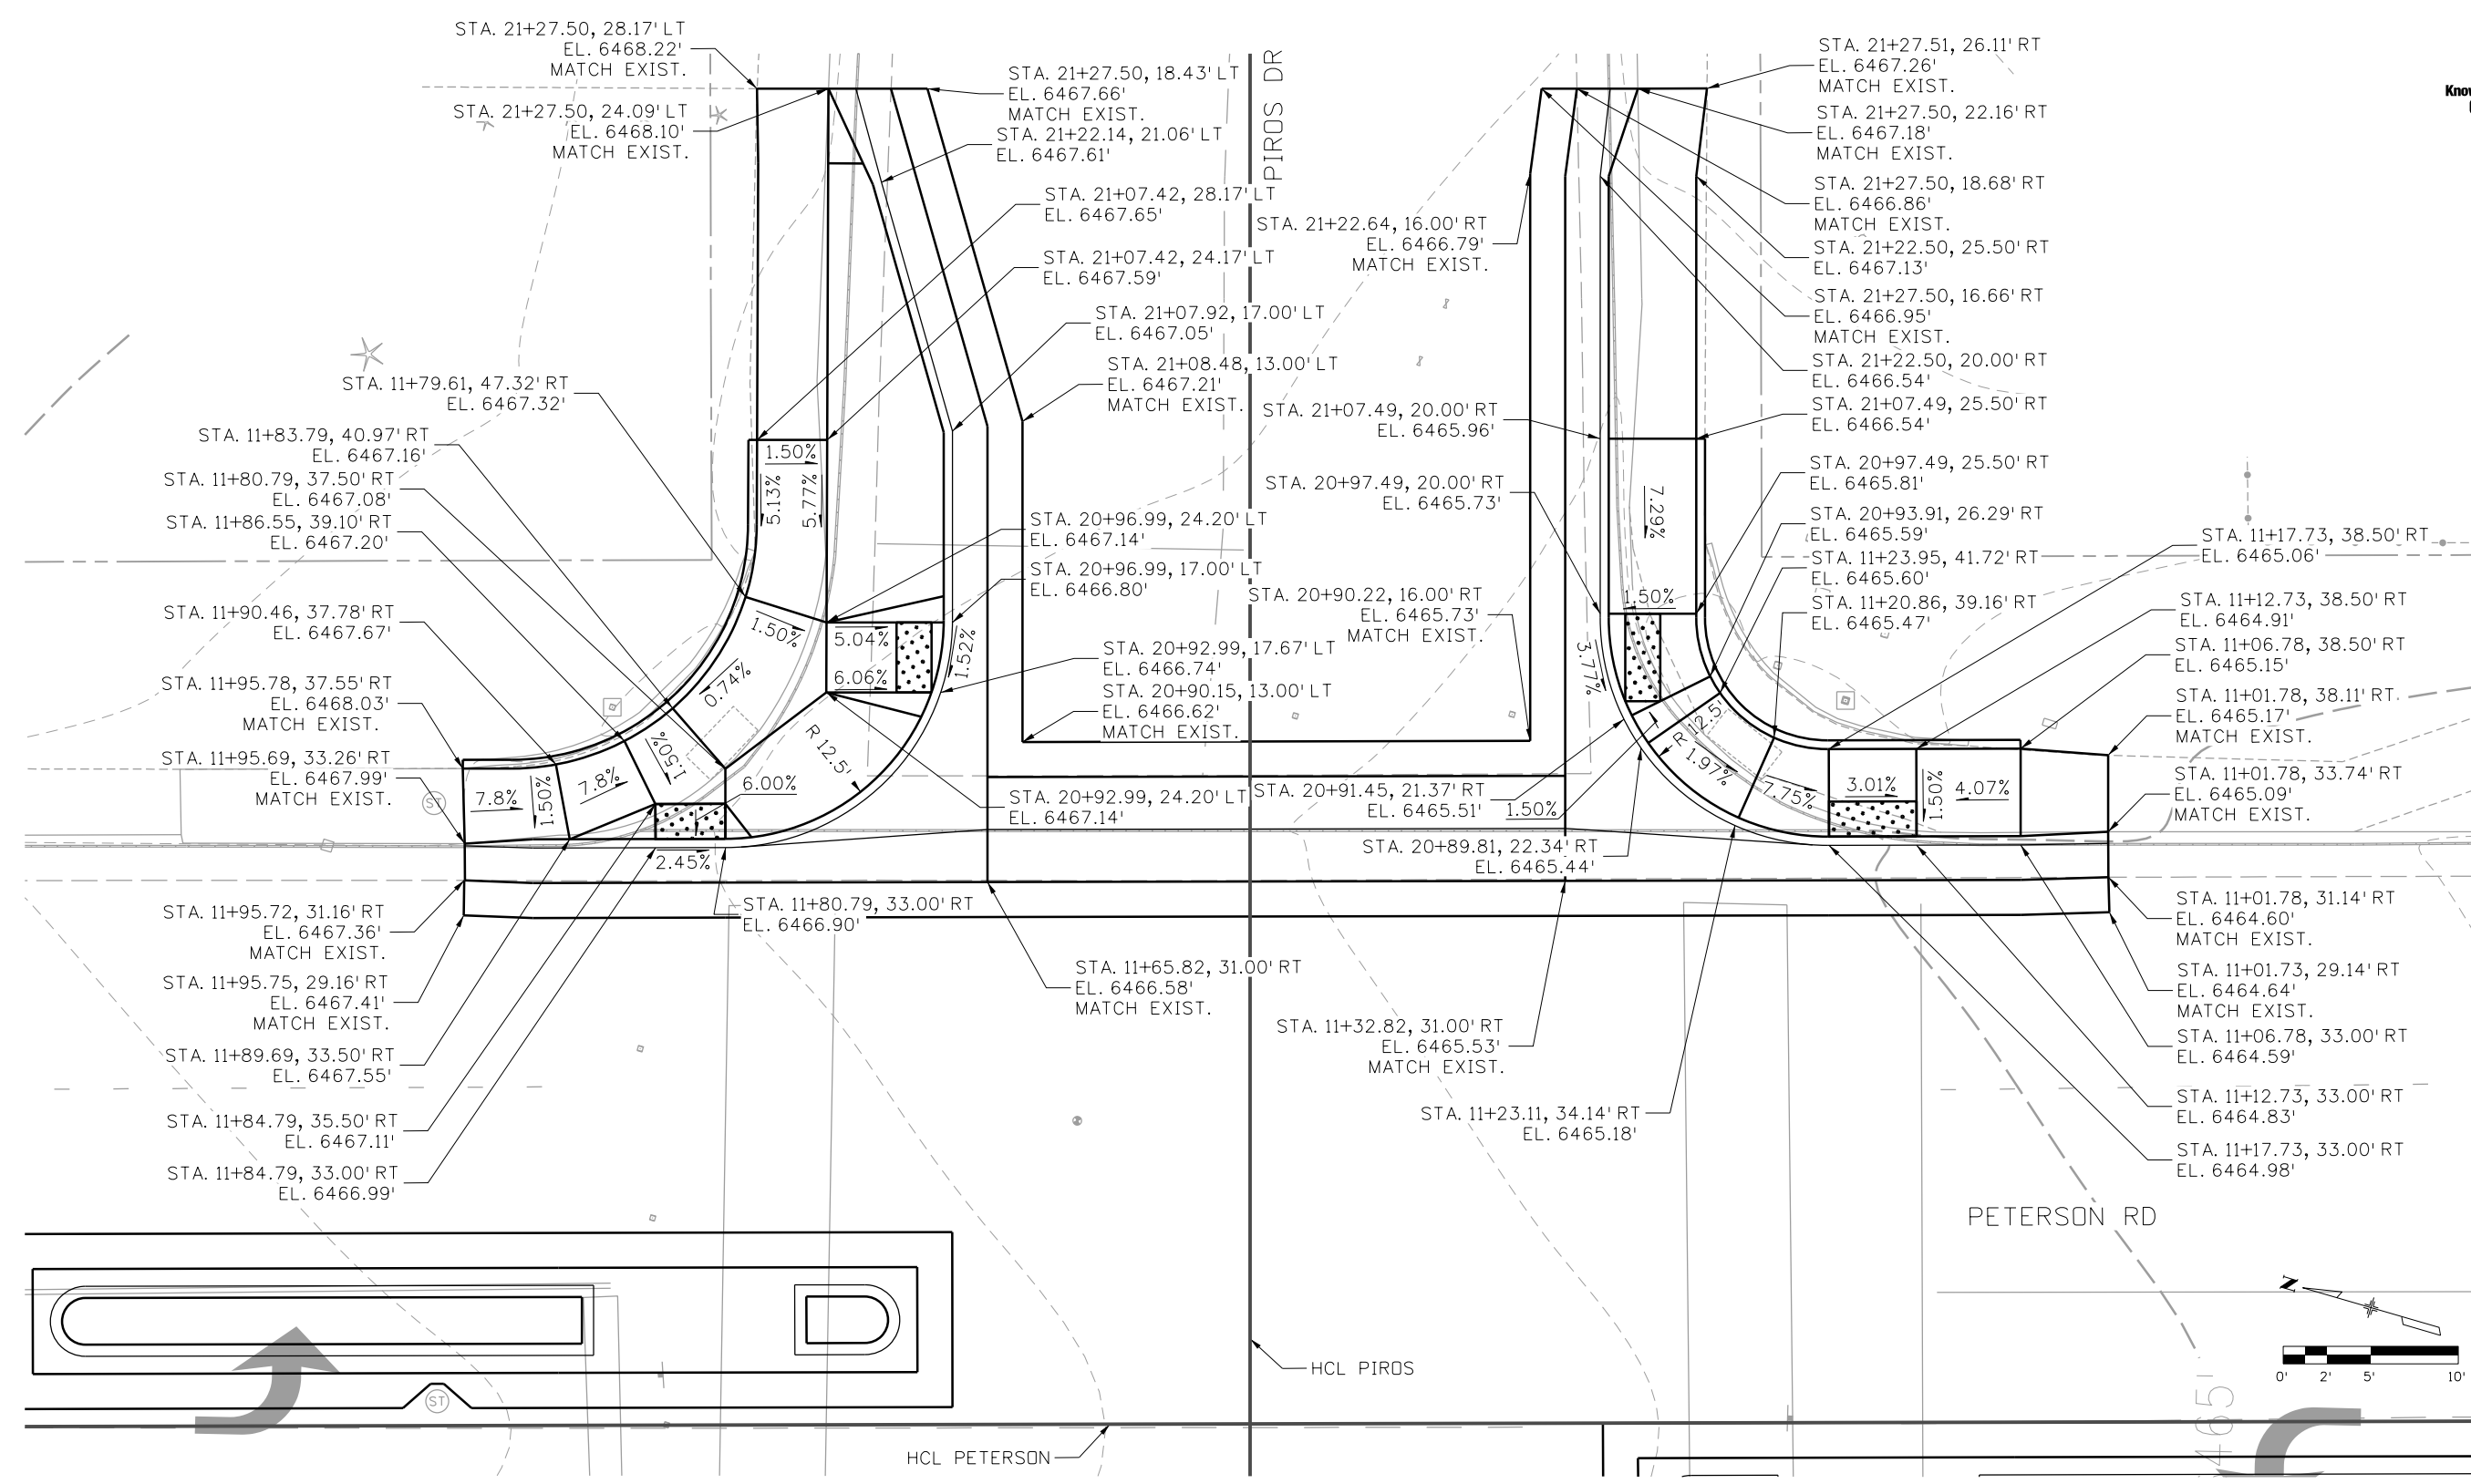 STA. 21+27.50, 28.17' LT
EL. 6468.22'
MATCH EXIST.
STA. 21+27.50, 24.09' LT
EL. 6468.10'
MATCH EXIST.
STA. 21+27.50, 18.43' LT
EL. 6467.66'
MATCH EXIST.
STA. 21+22.14, 21.06' LT
EL. 6467.61'
STA. 21+07.42, 28.17' LT
EL. 6467.65'
STA. 21+07.42, 24.17' LT
EL. 6467.59'
STA. 21+07.92, 17.00' LT
EL. 6467.05'
STA. 21+08.48, 13.00' LT
EL. 6467.21'
MATCH EXIST.
PIROS DR
STA. 21+27.51, 26.11' RT
EL. 6467.26'
MATCH EXIST.
STA. 21+27.50, 22.16' RT
EL. 6467.18'
MATCH EXIST.
STA. 21+27.50, 18.68' RT
EL. 6466.86'
MATCH EXIST.
STA. 21+22.50, 25.50' RT
EL. 6467.13'
STA. 21+27.50, 16.66' RT
EL. 6466.95'
MATCH EXIST.
STA. 21+22.50, 20.00' RT
EL. 6466.54'
STA. 21+07.49, 25.50' RT
EL. 6466.54'
STA. 20+97.49, 25.50' RT
EL. 6465.81'
STA. 20+93.91, 26.29' RT
EL. 6465.59'
STA. 11+23.95, 41.72' RT
EL. 6465.60'
STA. 11+20.86, 39.16' RT
EL. 6465.47'
STA. 21+22.64, 16.00' RT
EL. 6466.79'
MATCH EXIST.
STA. 21+07.49, 20.00' RT
EL. 6465.96'
STA. 20+97.49, 20.00' RT
EL. 6465.73'
STA. 20+90.22, 16.00' RT
EL. 6465.73'
MATCH EXIST.
STA. 11+79.61, 47.32' RT
EL. 6467.32'
STA. 11+83.79, 40.97' RT
EL. 6467.16'
STA. 11+80.79, 37.50' RT
EL. 6467.08'
STA. 11+86.55, 39.10' RT
EL. 6467.20'
STA. 11+90.46, 37.78' RT
EL. 6467.67'
STA. 11+95.78, 37.55' RT
EL. 6468.03'
MATCH EXIST.
STA. 11+95.69, 33.26' RT
EL. 6467.99'
MATCH EXIST.
1.50%
5.13%
5.77%
1.50%
0.74%
1.50%
7.8%
1.50%
7.8%
5.04%
6.06%
1.52%
R 12.5'
6.00%
2.45%
STA. 20+96.99, 24.20' LT
EL. 6467.14'
STA. 20+96.99, 17.00' LT
EL. 6466.80'
STA. 20+92.99, 17.67' LT
EL. 6466.74'
STA. 20+90.15, 13.00' LT
EL. 6466.62'
MATCH EXIST.
STA. 20+92.99, 24.20' LT
EL. 6467.14'
7.29%
1.50%
3.77%
R 12.5'
1.97%
7.75%
3.01%
1.50%
4.07%
STA. 20+91.45, 21.37' RT
EL. 6465.51'
1.50%
STA. 20+89.81, 22.34' RT
EL. 6465.44'
STA. 11+17.73, 38.50' RT
EL. 6465.06'
STA. 11+12.73, 38.50' RT
EL. 6464.91'
STA. 11+06.78, 38.50' RT
EL. 6465.15'
STA. 11+01.78, 38.11' RT
EL. 6465.17'
MATCH EXIST.
STA. 11+01.78, 33.74' RT
EL. 6465.09'
MATCH EXIST.
STA. 11+01.78, 31.14' RT
EL. 6464.60'
MATCH EXIST.
STA. 11+01.73, 29.14' RT
EL. 6464.64'
MATCH EXIST.
STA. 11+06.78, 33.00' RT
EL. 6464.59'
STA. 11+12.73, 33.00' RT
EL. 6464.83'
STA. 11+17.73, 33.00' RT
EL. 6464.98'
STA. 11+95.72, 31.16' RT
EL. 6467.36'
MATCH EXIST.
STA. 11+95.75, 29.16' RT
EL. 6467.41'
MATCH EXIST.
STA. 11+89.69, 33.50' RT
EL. 6467.55'
STA. 11+84.79, 35.50' RT
EL. 6467.11'
STA. 11+84.79, 33.00' RT
EL. 6466.99'
STA. 11+80.79, 33.00' RT
EL. 6466.90'
STA. 11+65.82, 31.00' RT
EL. 6466.58'
MATCH EXIST.
STA. 11+32.82, 31.00' RT
EL. 6465.53'
MATCH EXIST.
STA. 11+23.11, 34.14' RT
EL. 6465.18'
PETERSON RD
HCL PIROS
HCL PETERSON
ST
ST
N
0' 2' 5' 10'